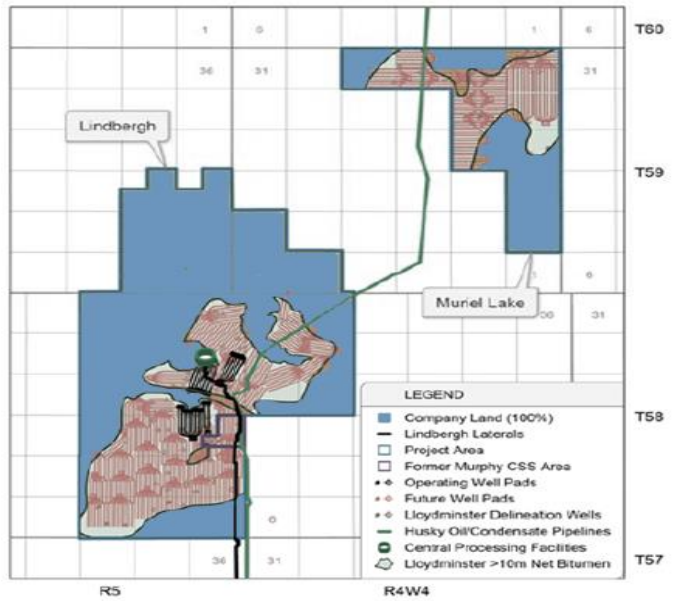 1 6 1 6 T60
36 31 31
Lindbergh
T59
6
Muriel Lake
31
LEGEND
Company Land (100%)
Lindbergh Laterals
T58
Project Area
Former Murphy CSS Area
Operating Well Pads
Future Well Pads
Lloydminster Delineation Wells
6
Husky Oil/Condensate Pipelines
Central Processing Facilities
36 31
Lloydminster >10m Net Bitumen
T57
R5 R4W4